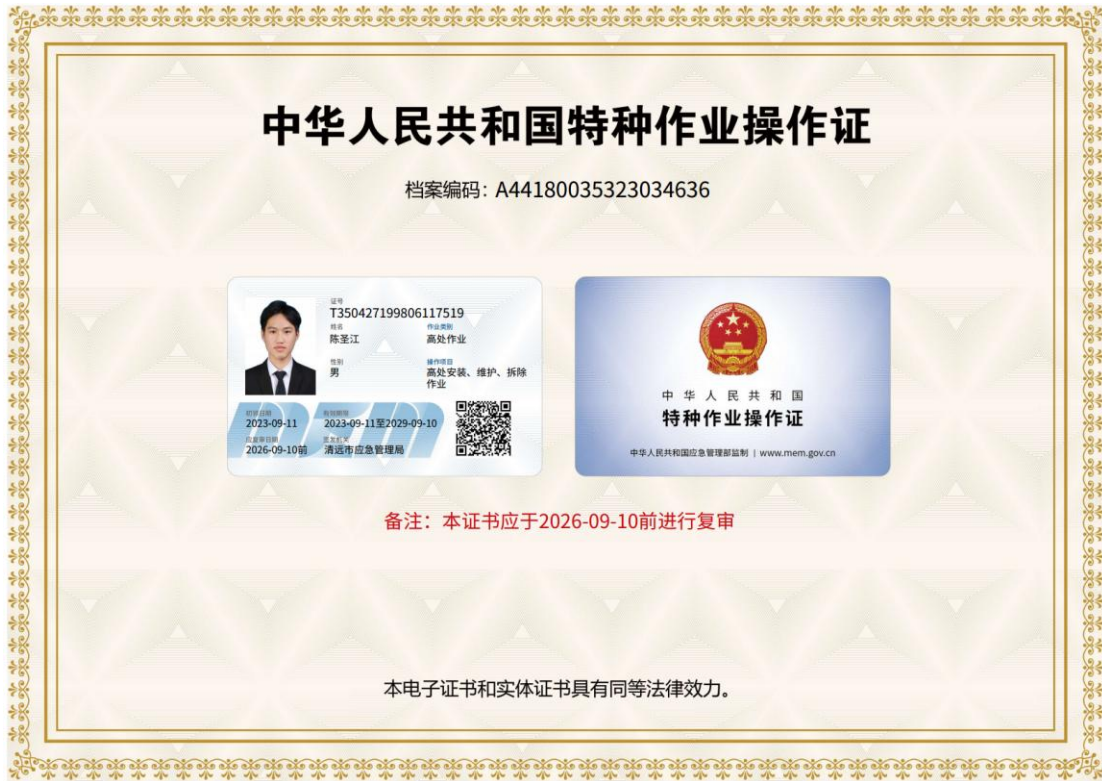 中华人民共和国特种作业操作证
档案编码：A44180035323034636
证号
T350427199806117519
姓名
陈圣江
作业类别
高处作业
性别
男
操作项目
高处安装、维护、拆除
作业
初领日期
2023-09-11
有效期限
2023-09-11至2029-09-10
应复审日期
2026-09-10前
签发机关
清远市应急管理局
中华人民共和国
特种作业操作证
中华人民共和国应急管理部监制 | www.mem.gov.cn
备注：本证书应于2026-09-10前进行复审
本电子证书和实体证书具有同等法律效力。